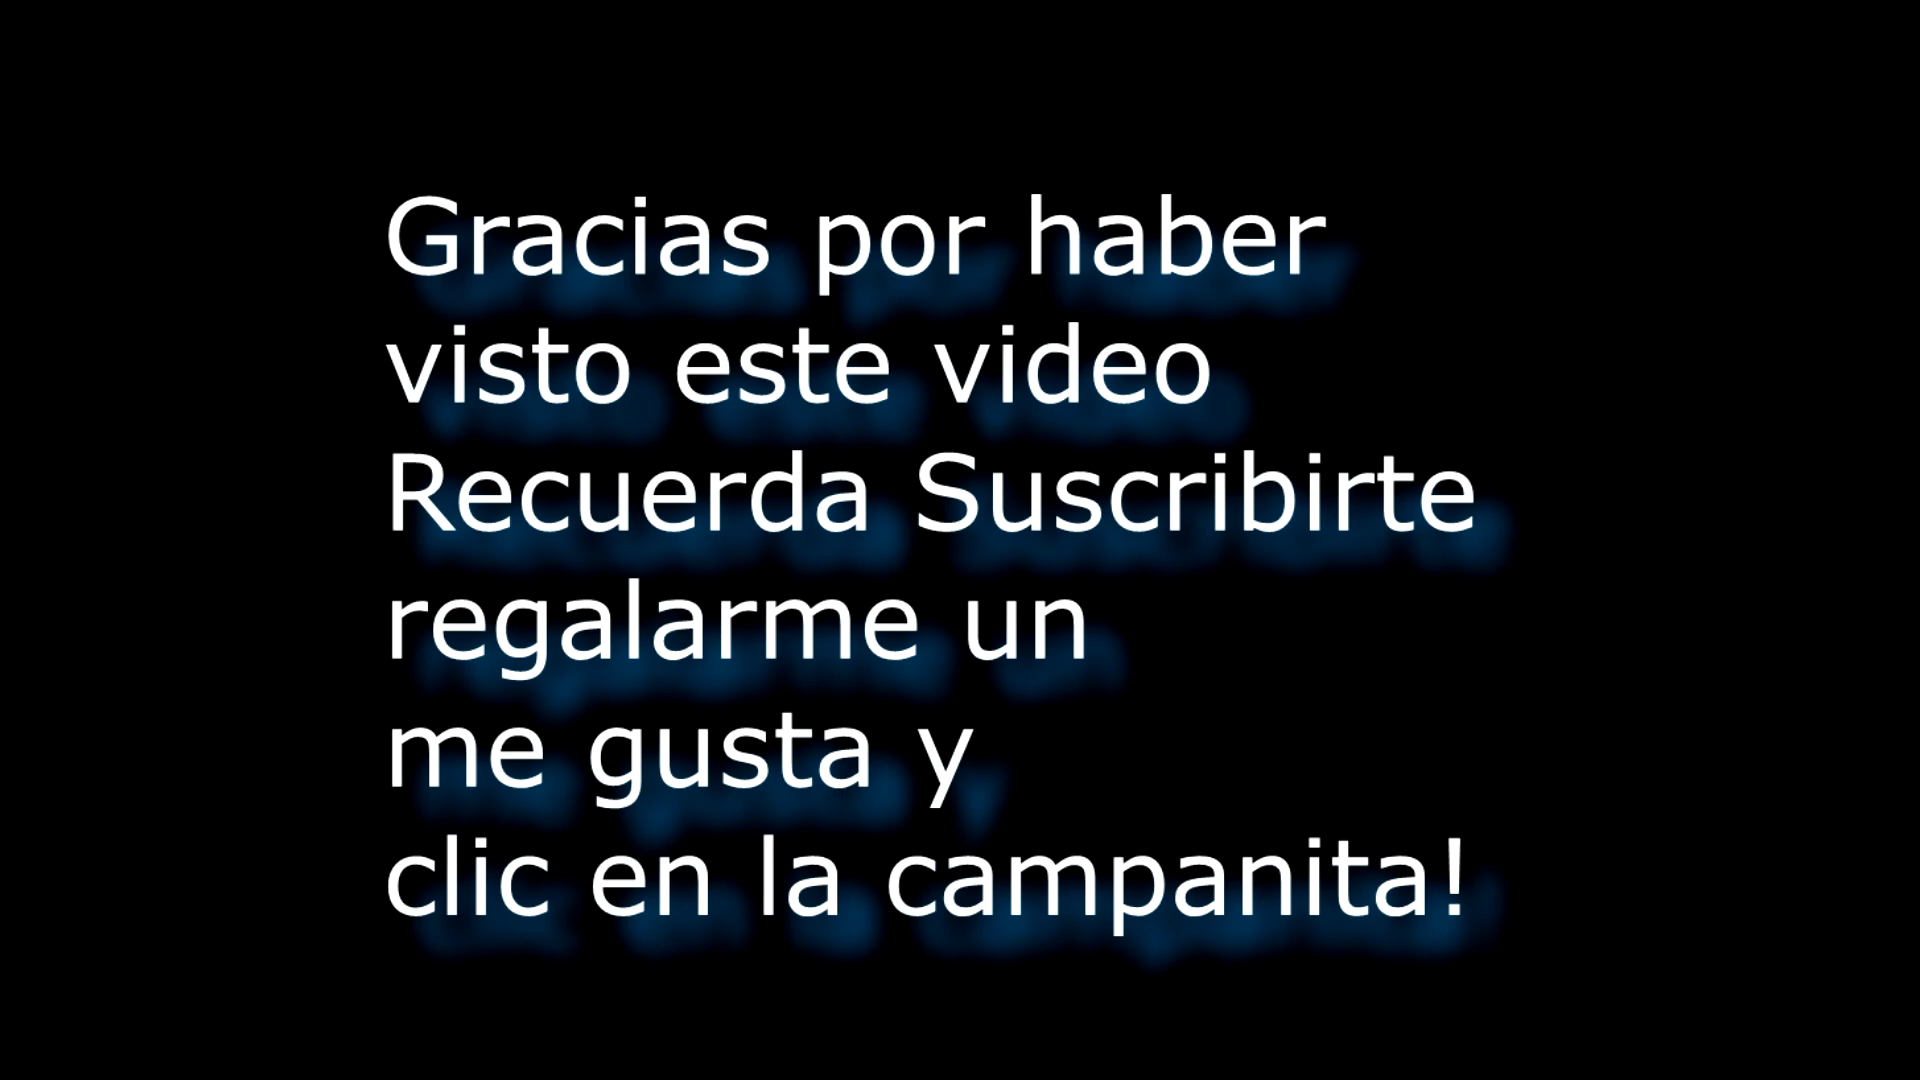 Gracias por haber
visto este video
Recuerda Suscribirte
regalarme un
me gusta y
clic en la campanita!